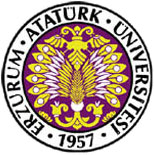 ERZURUM · ATATÜRK · ÜNİVERSİTESİ
· 1957 ·